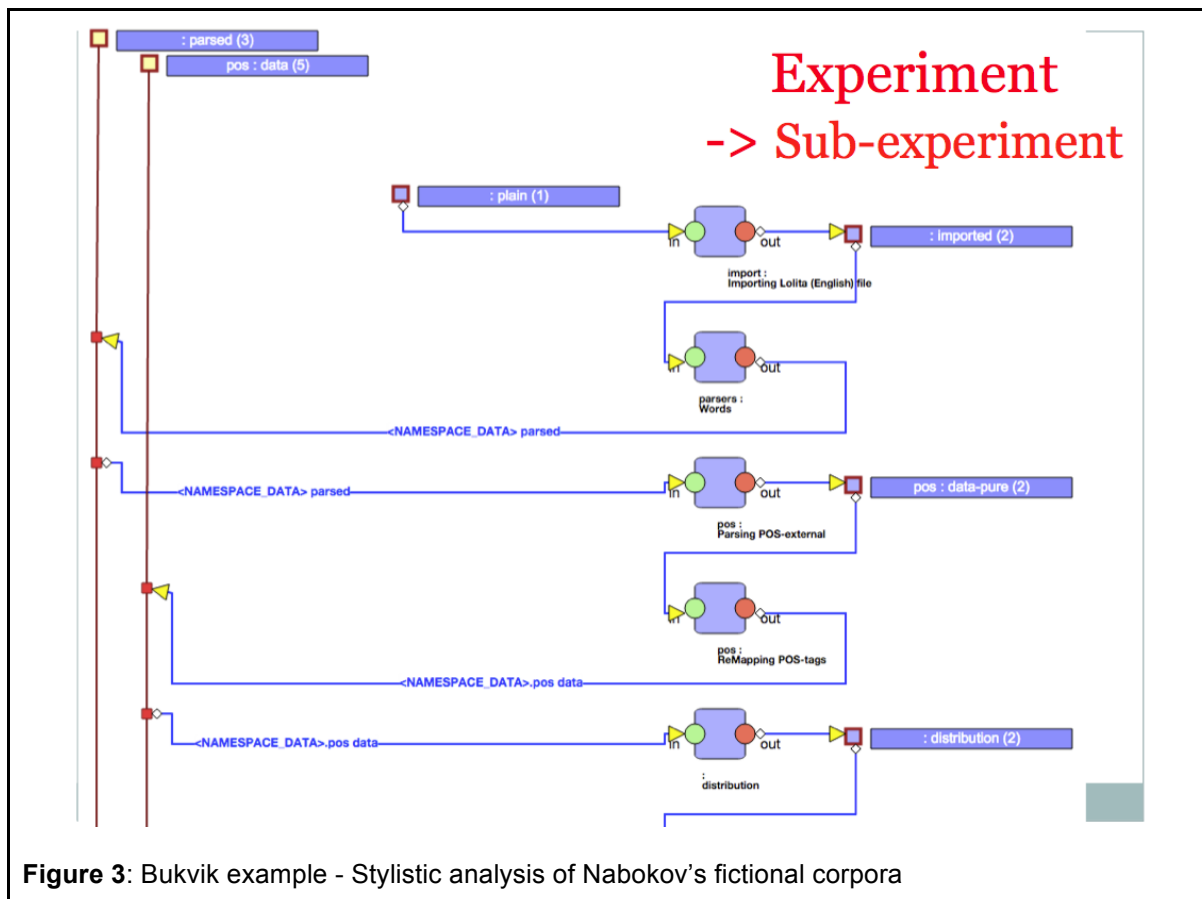 : parsed (3)
pos : data (5)
Experiment
-> Sub-experiment
: plain (1)
in
out
: imported (2)
import :
Importing Lolita (English) file
in
out
parsers :
Words
<NAMESPACE_DATA> parsed
<NAMESPACE_DATA> parsed
in
out
pos : data-pure (2)
pos :
Parsing POS-external
in
out
pos :
ReMapping POS-tags
<NAMESPACE_DATA>.pos data
<NAMESPACE_DATA>.pos data
in
out
: distribution (2)
:
distribution
Figure 3: Bukvik example - Stylistic analysis of Nabokov’s fictional corpora